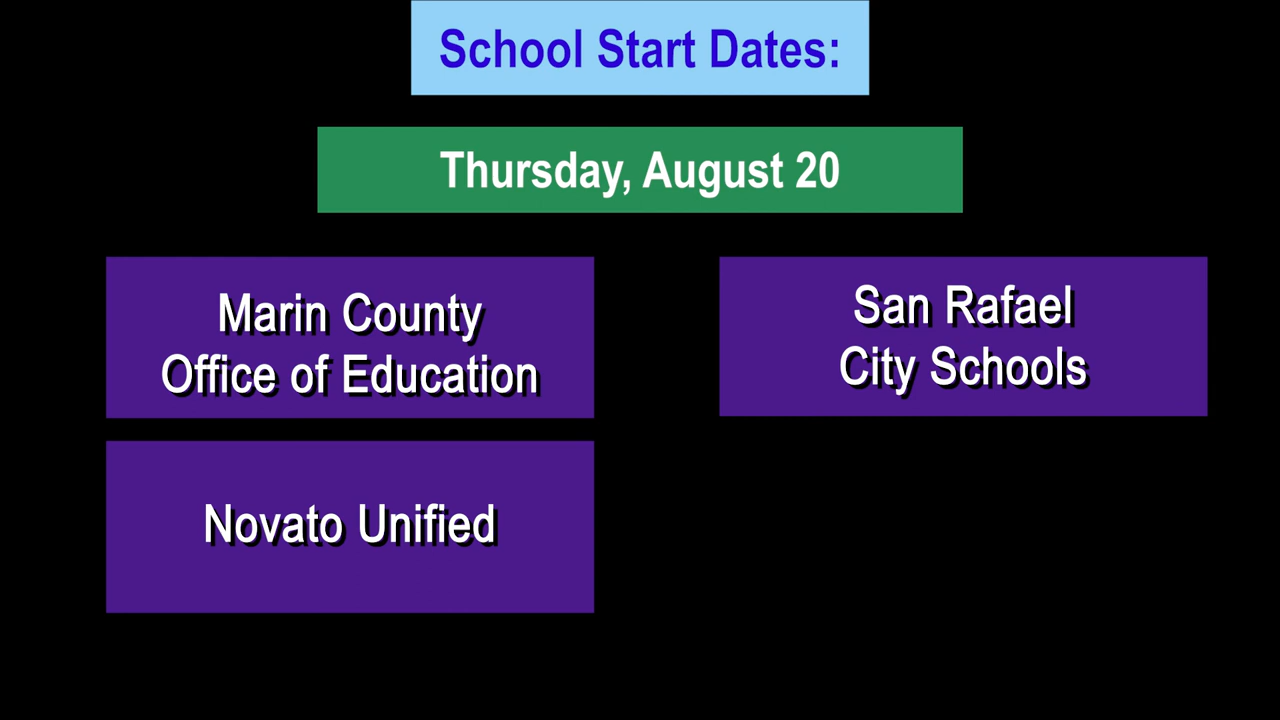 School Start Dates:
Thursday, August 20
Marin County
Office of Education
San Rafael
City Schools
Novato Unified